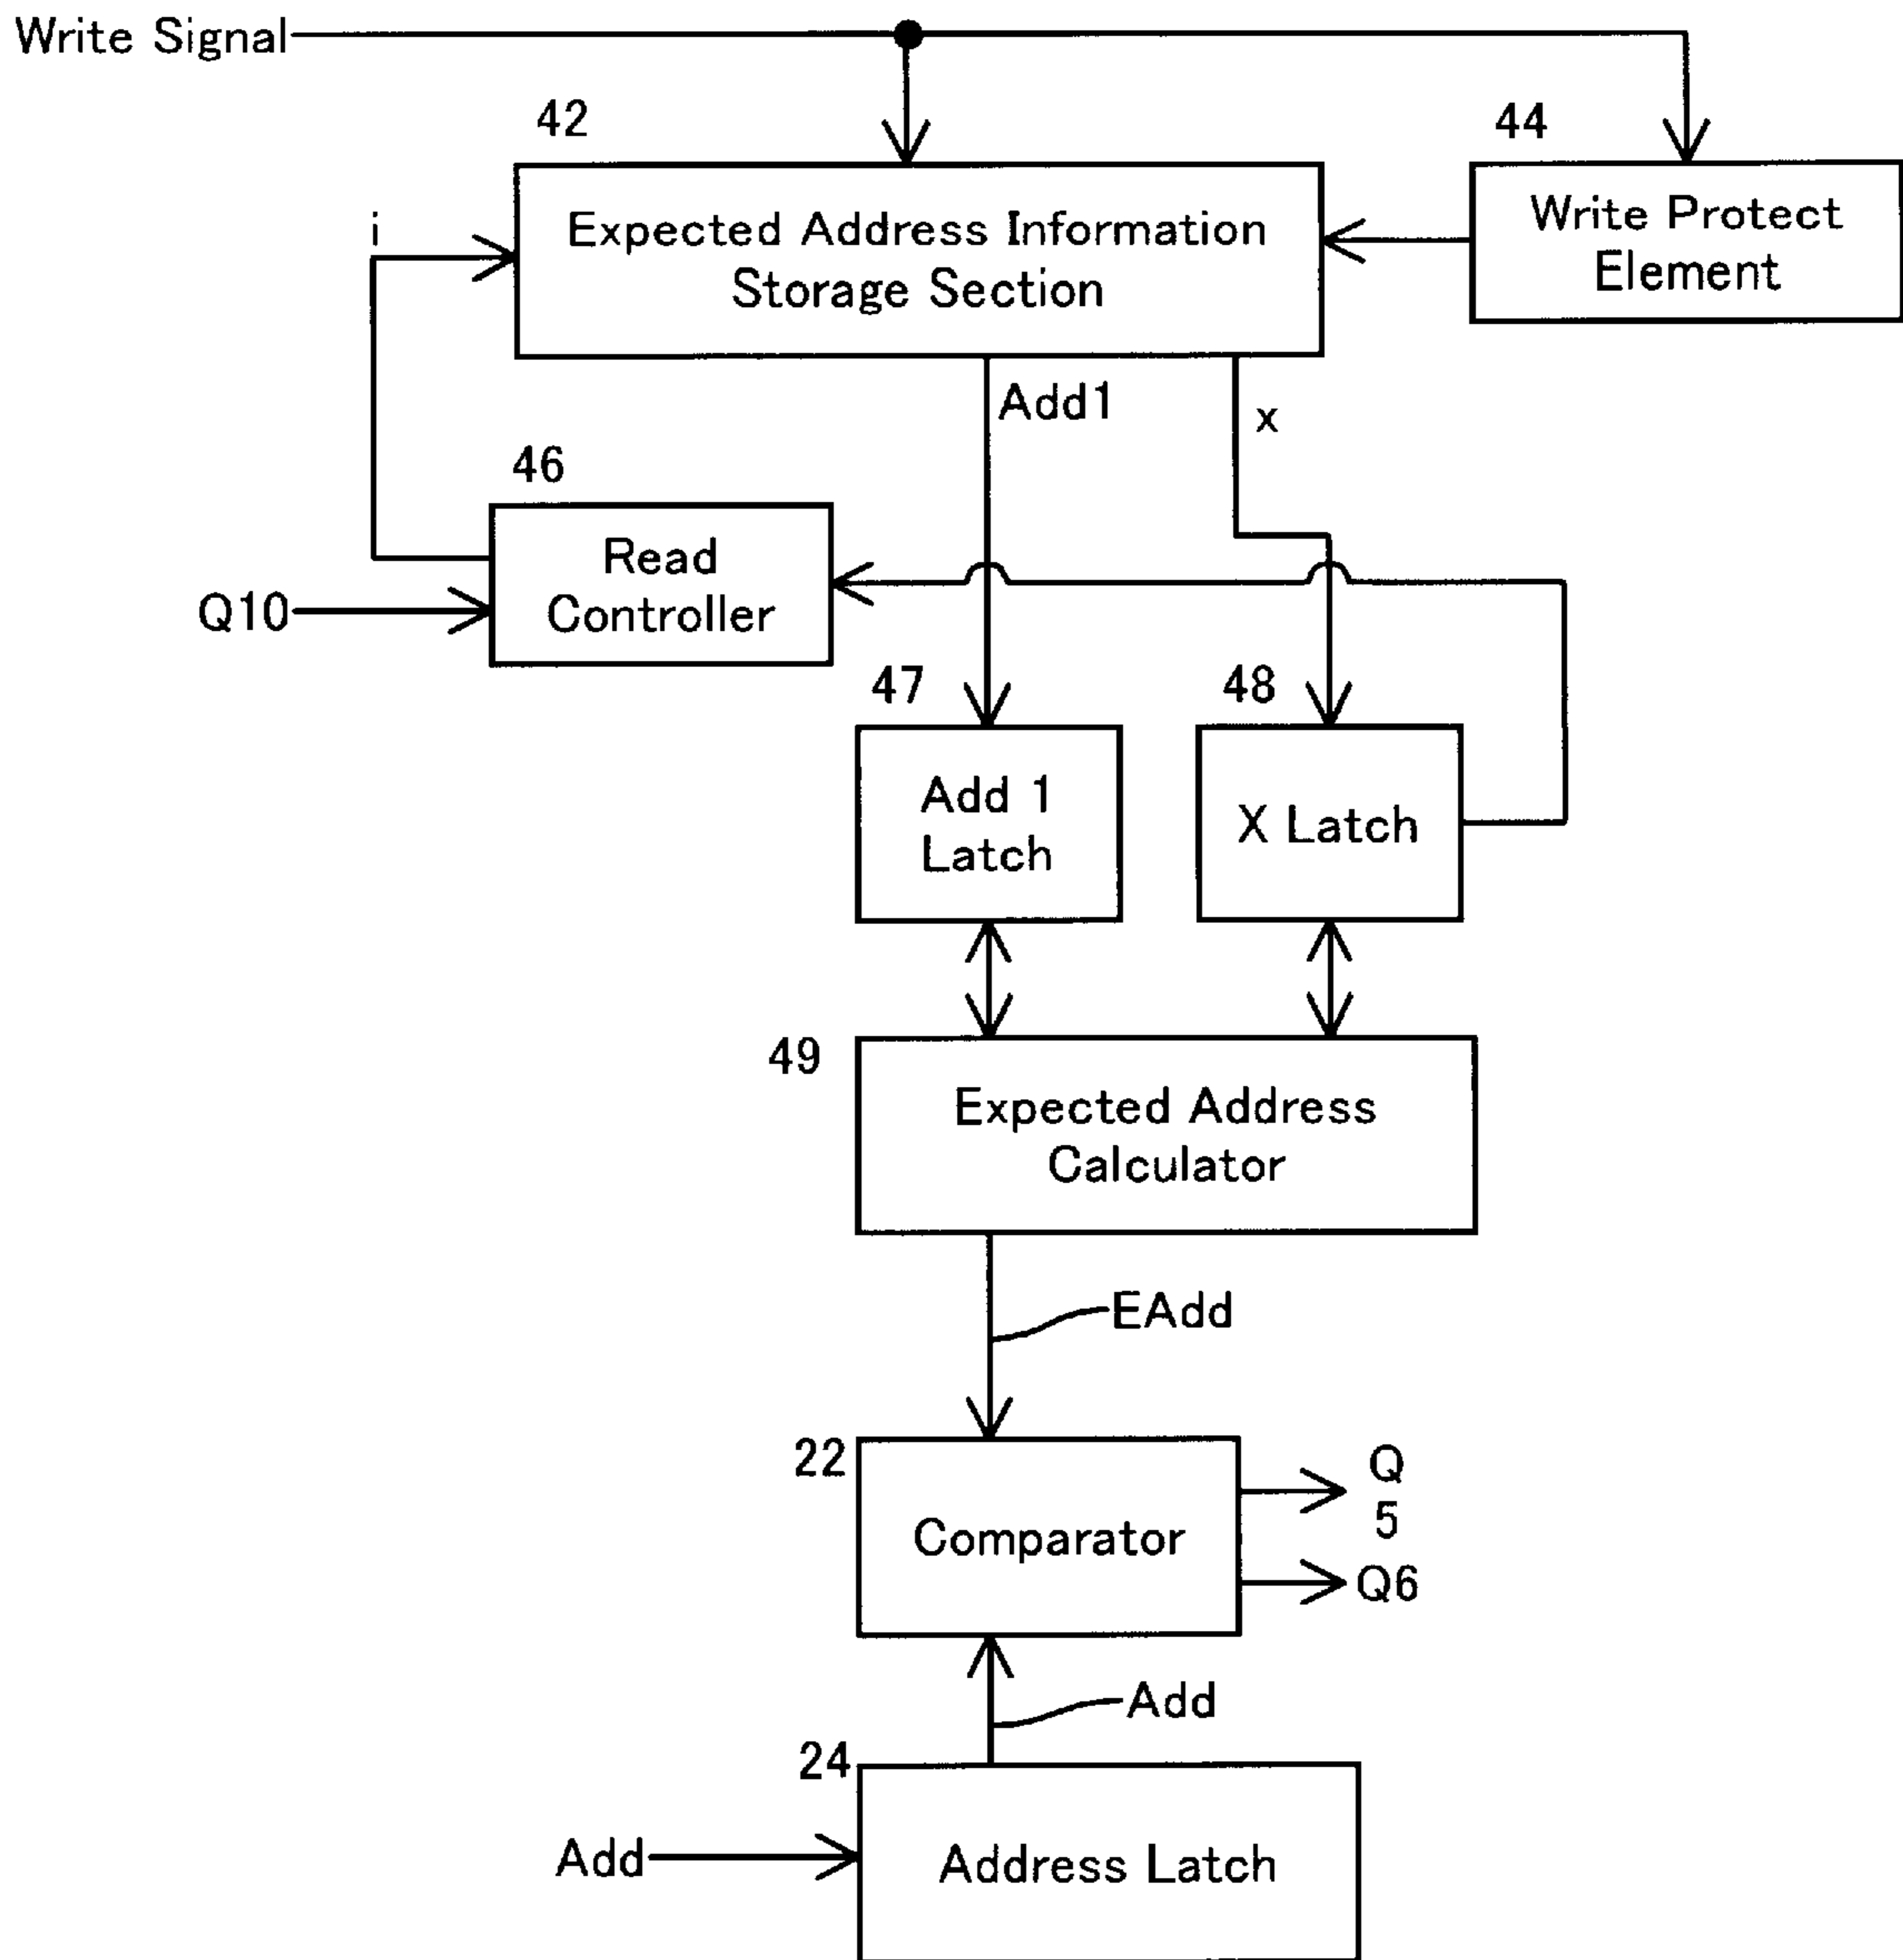 Write Signal
42
44
Expected Address Information
Storage Section
Write Protect
Element
i
Add1
x
46
Read
Controller
Q10
47
48
Add 1
Latch
X Latch
49
Expected Address
Calculator
EAdd
22
Comparator
Q
5
Q6
Add
24
Add
Address Latch